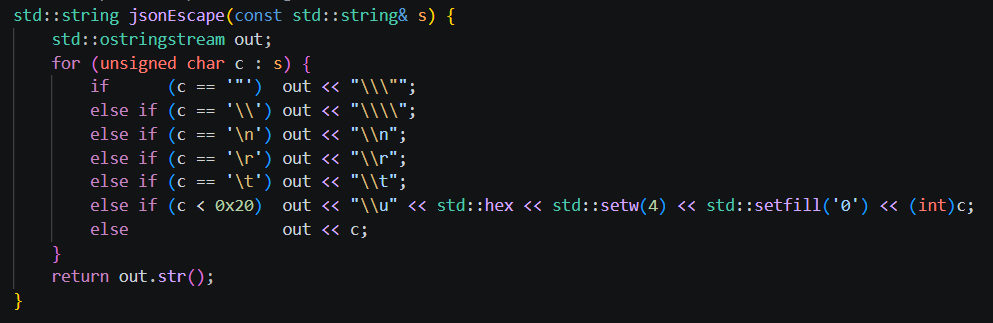 std::string jsonEscape(const std::string& s) {
    std::ostringstream out;
    for (unsigned char c : s) {
        if      (c == '"')  out << "\\\"";
        else if (c == '\\') out << "\\\\";
        else if (c == '\n') out << "\\n";
        else if (c == '\r') out << "\\r";
        else if (c == '\t') out << "\\t";
        else if (c < 0x20)  out << "\\u" << std::hex << std::setw(4) << std::setfill('0') << (int)c;
        else                out << c;
    }
    return out.str();
}